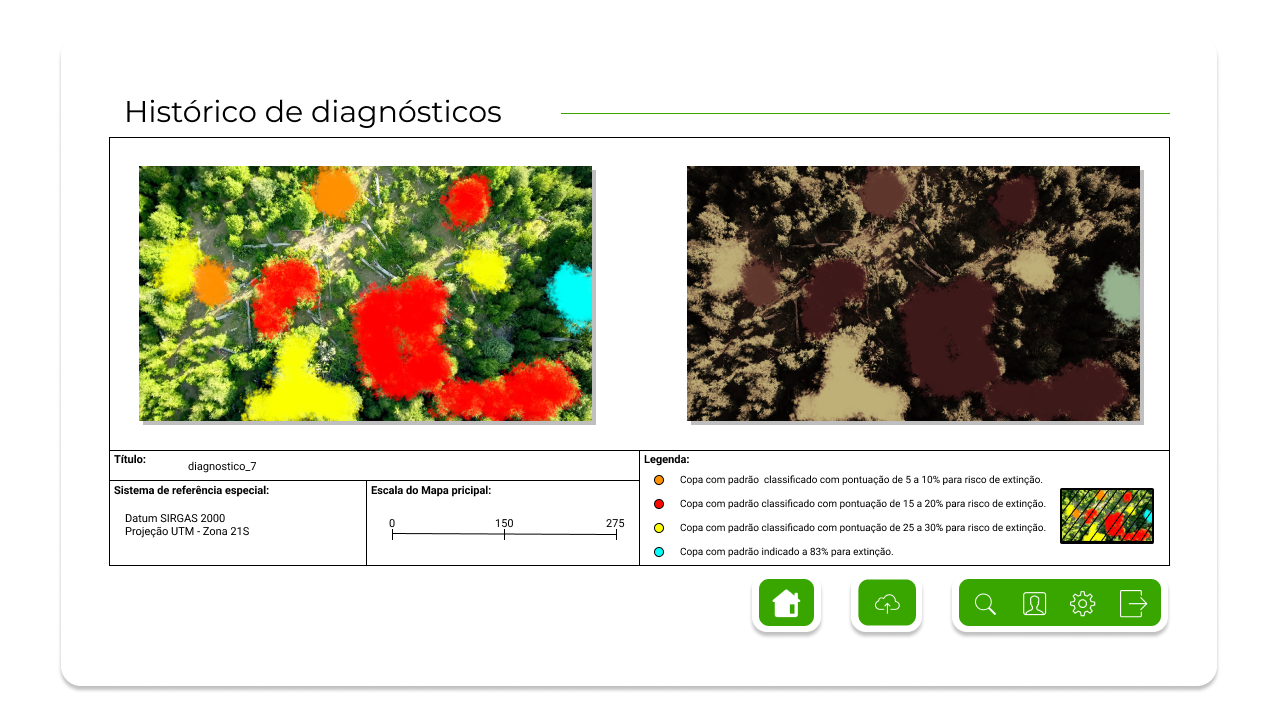 Histórico de diagnósticos
Título:
diagnostico_7
Sistema de referência especial:
Datum SIRGAS 2000
Projeção UTM - Zona 21S
Escala do Mapa pricipal:
0 150 275
Legenda:
Copa com padrão classificado com pontuação de 5 a 10% para risco de extinção.
Copa com padrão classificado com pontuação de 15 a 20% para risco de extinção.
Copa com padrão classificado com pontuação de 25 a 30% para risco de extinção.
Copa com padrão indicado a 83% para extinção.